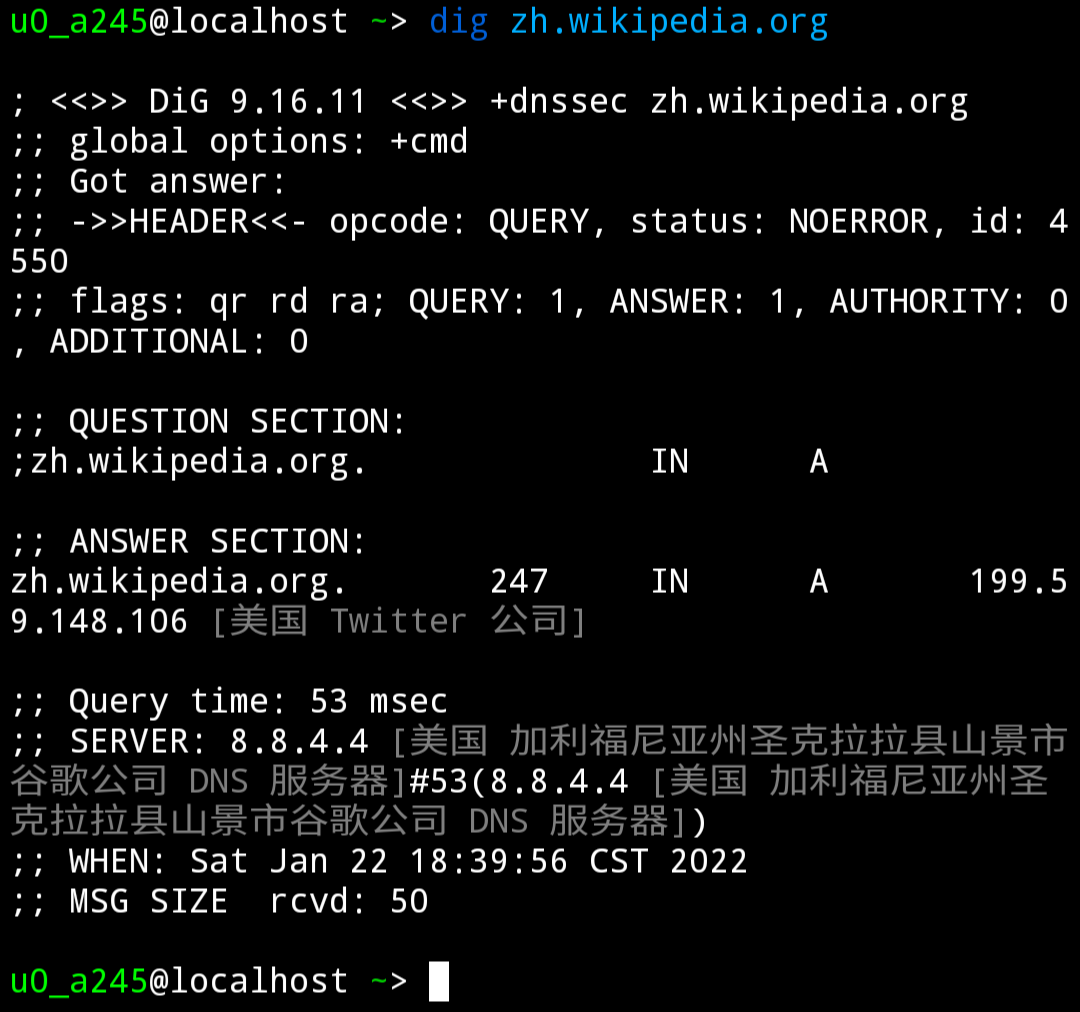 u0_a245@localhost ~> dig zh.wikipedia.org
; <<>> DiG 9.16.11 <<>> +dnssec zh.wikipedia.org
;; global options: +cmd
;; Got answer:
;; ->>HEADER<<- opcode: QUERY, status: NOERROR, id: 4
550
;; flags: qr rd ra; QUERY: 1, ANSWER: 1, AUTHORITY: 0
, ADDITIONAL: 0
;; QUESTION SECTION:
;zh.wikipedia.org. IN A
;; ANSWER SECTION:
zh.wikipedia.org. 247 IN A 199.5
9.148.106 [美国 Twitter 公司]
;; Query time: 53 msec
;; SERVER: 8.8.4.4 [美国 加利福尼亚州圣克拉拉县山景市
谷歌公司 DNS 服务器]#53(8.8.4.4 [美国 加利福尼亚州圣
克拉拉县山景市谷歌公司 DNS 服务器])
;; WHEN: Sat Jan 22 18:39:56 CST 2022
;; MSG SIZE  rcvd: 50
u0_a245@localhost ~>